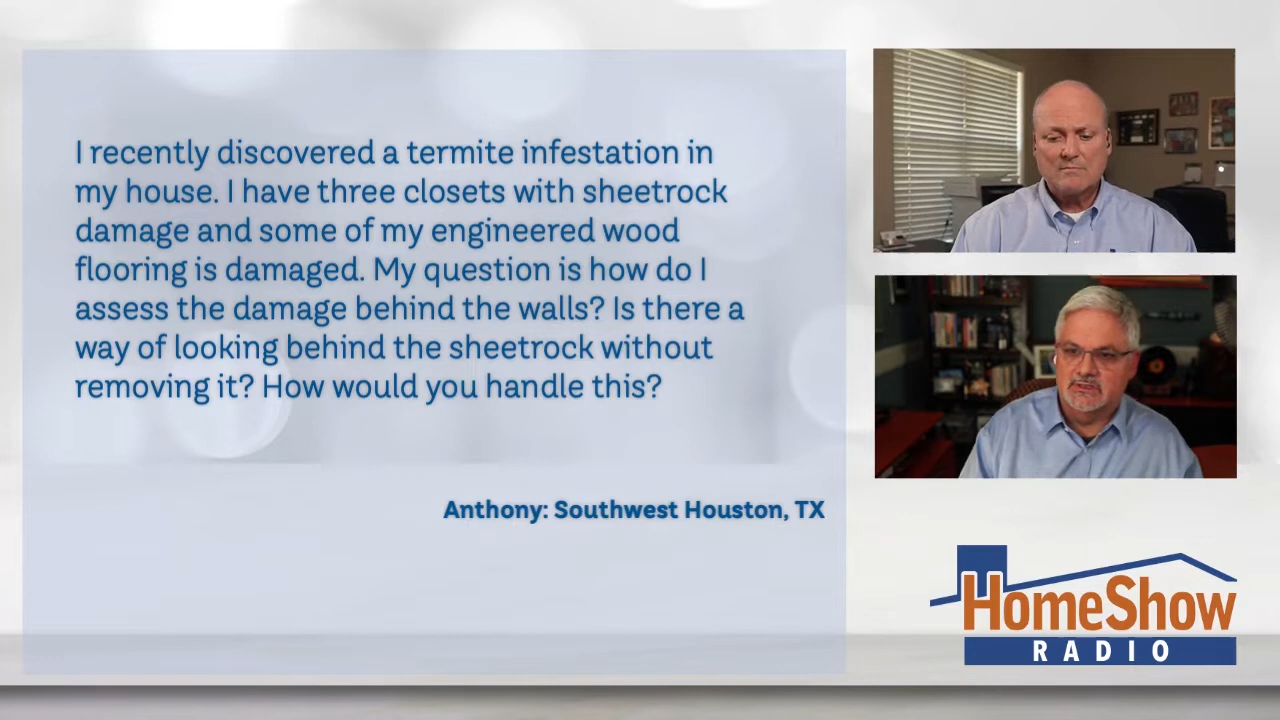 I recently discovered a termite infestation in
my house. I have three closets with sheetrock
damage and some of my engineered wood
flooring is damaged. My question is how do I
assess the damage behind the walls? Is there a
way of looking behind the sheetrock without
removing it? How would you handle this?
Anthony: Southwest Houston, TX
HomeShow
RADIO